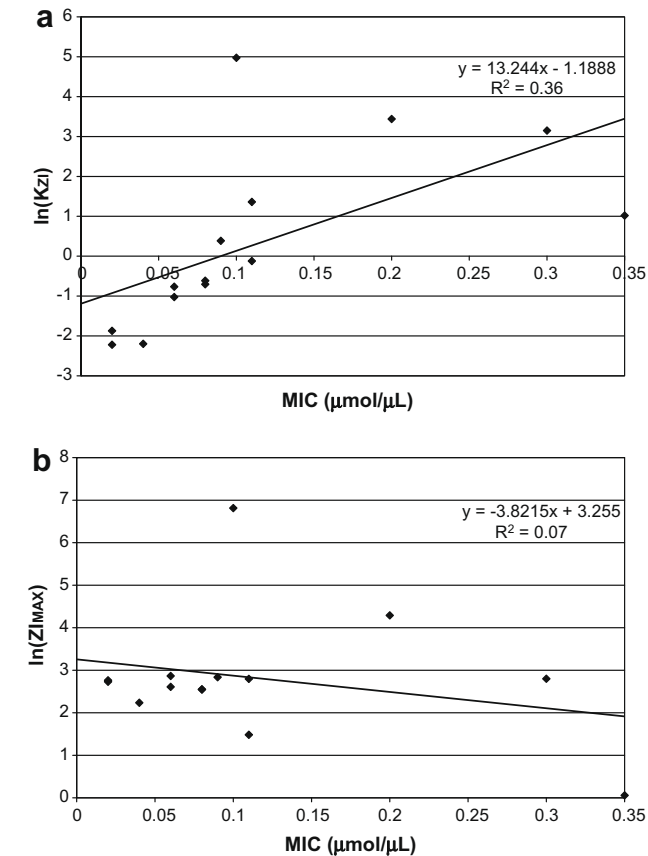 a
6
5
4
3
2
1
0
-1
-2
-3
ln(KZI)
y = 13.244x - 1.1888
R² = 0.36
0 0.05 0.1 0.15 0.2 0.25 0.3 0.35
MIC (μmol/μL)
b
8
7
6
5
4
3
2
1
0
ln(ZIMAX)
y = -3.8215x + 3.255
R² = 0.07
0 0.05 0.1 0.15 0.2 0.25 0.3 0.35
MIC (μmol/μL)